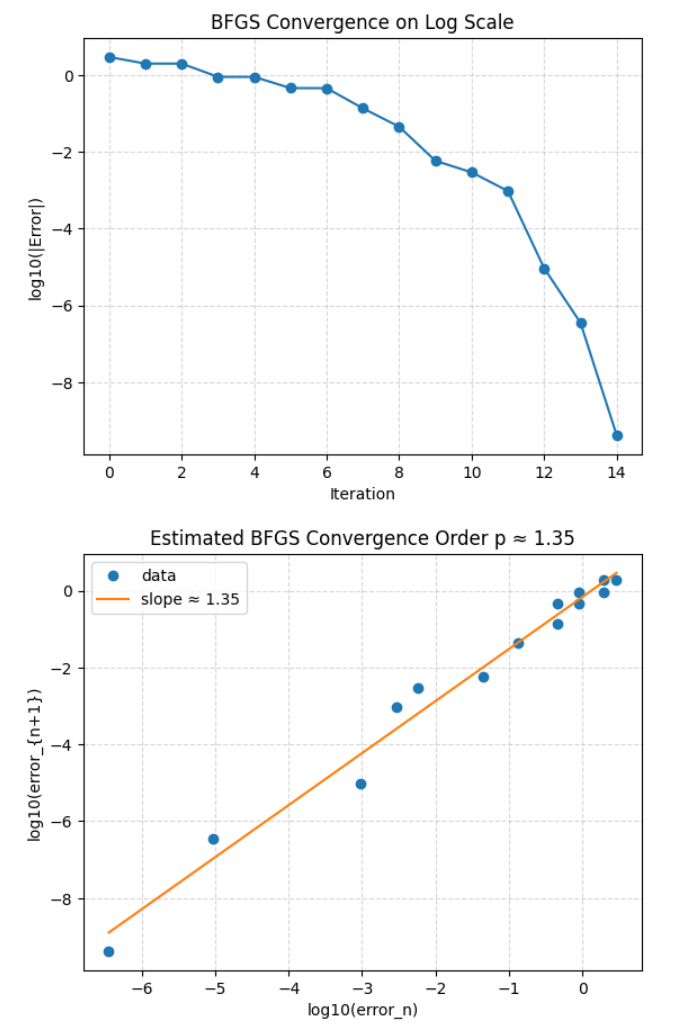 BFGS Convergence on Log Scale
0
−2
−4
−6
−8
log10(|Error|)
0 2 4 6 8 10 12 14
Iteration
Estimated BFGS Convergence Order p ≈ 1.35
data
slope ≈ 1.35
0
−2
−4
−6
−8
log10(error_{n+1})
−6 −5 −4 −3 −2 −1 0
log10(error_n)